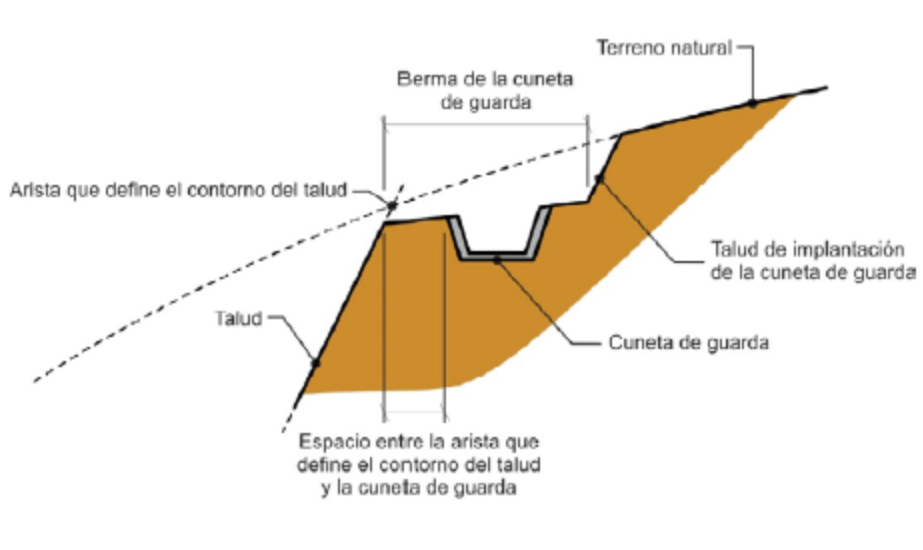 Terreno natural
Berma de la cuneta
de guarda
Arista que define el contorno del talud
Talud de implantación
de la cuneta de guarda
Talud
Cuneta de guarda
Espacio entre la arista que
define el contorno del talud
y la cuneta de guarda